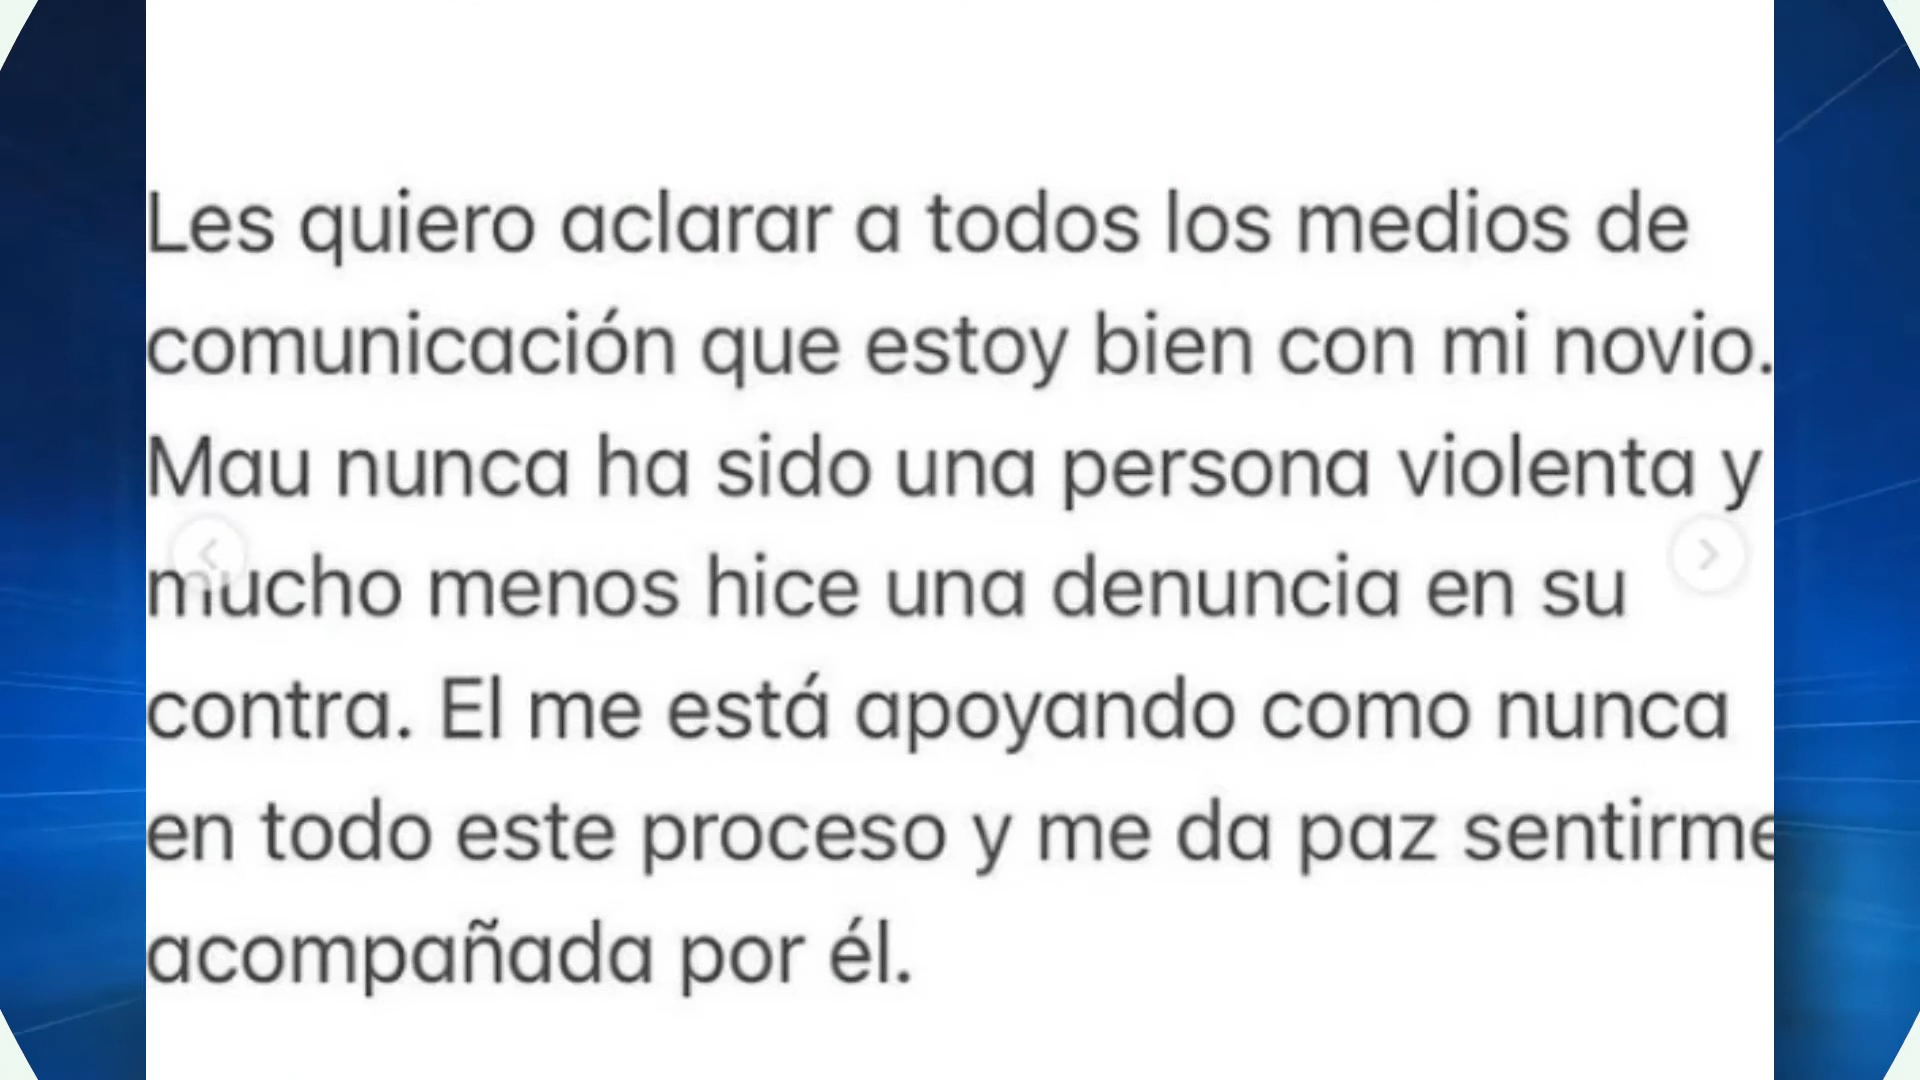 Les quiero aclarar a todos los medios de
comunicación que estoy bien con mi novio.
Mau nunca ha sido una persona violenta y
mucho menos hice una denuncia en su
contra. El me está apoyando como nunca
en todo este proceso y me da paz sentirme
acompañada por él.